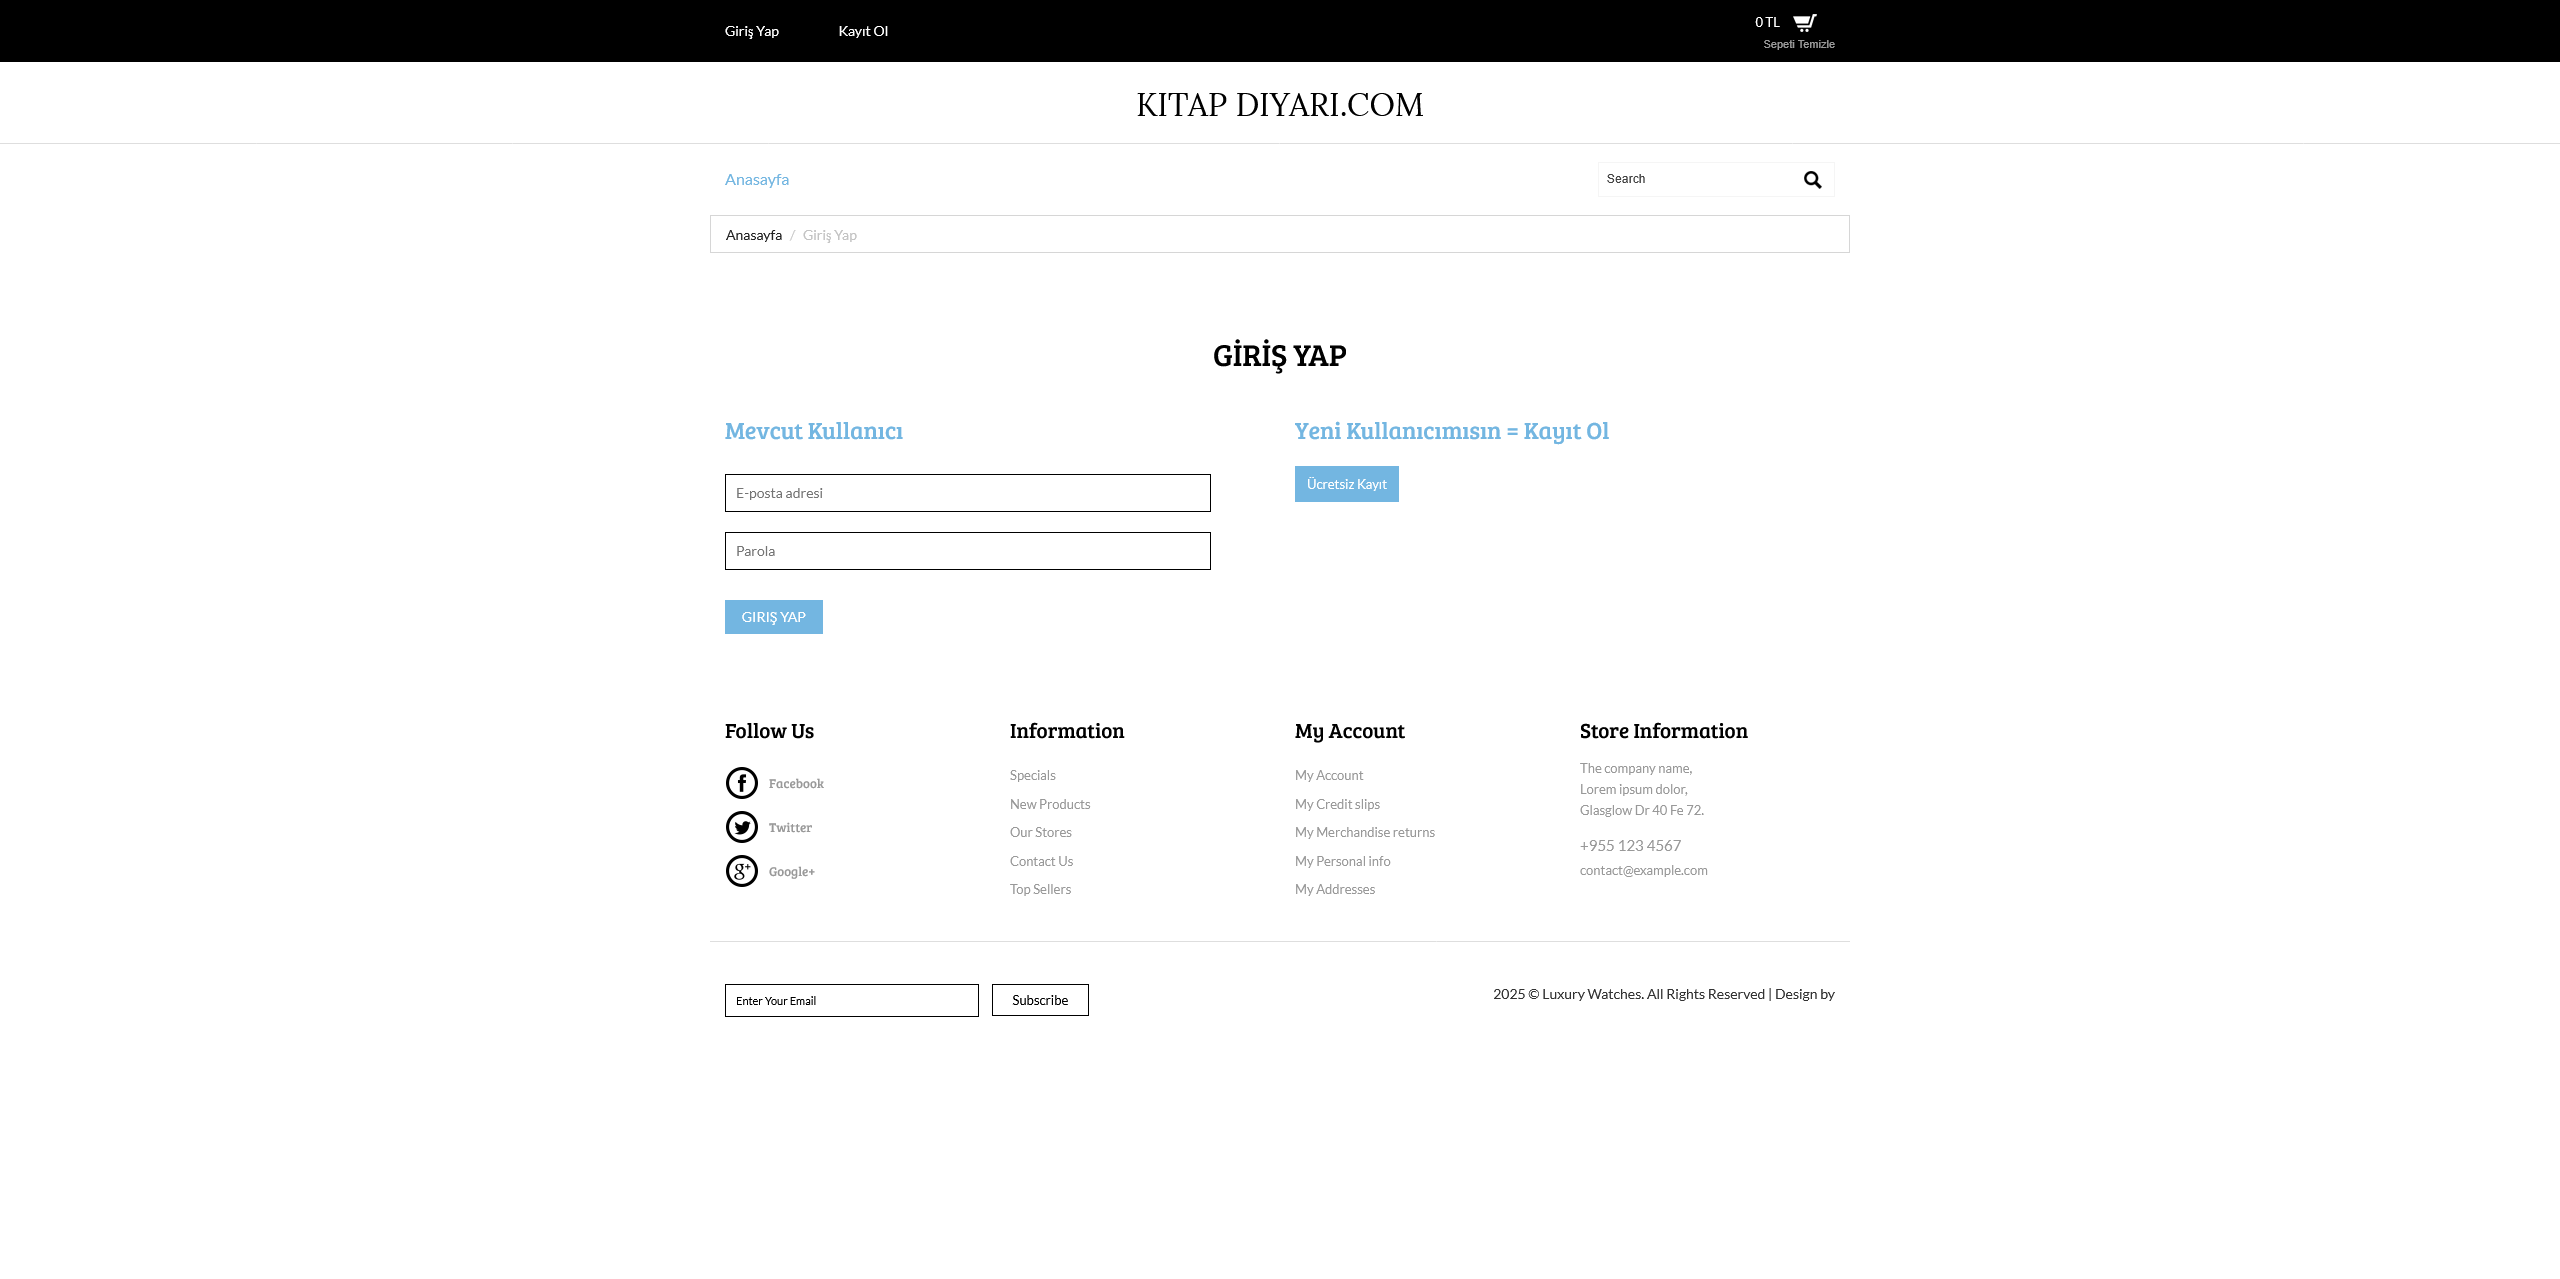 Giriş Yap
Kayıt Ol
0 TL
Sepeti Temizle
KITAP DIYARI.COM
Anasayfa
Search
Anasayfa / Giriş Yap
GİRİŞ YAP
Mevcut Kullanıcı
E-posta adresi
Parola
GIRIŞ YAP
Yeni Kullanıcımısın = Kayıt Ol
Ücretsiz Kayıt
Follow Us
Facebook
Twitter
Google+
Information
Specials
New Products
Our Stores
Contact Us
Top Sellers
My Account
My Account
My Credit slips
My Merchandise returns
My Personal info
My Addresses
Store Information
The company name,
Lorem ipsum dolor,
Glasglow Dr 40 Fe 72.
+955 123 4567
contact@example.com
Enter Your Email
Subscribe
2025 © Luxury Watches. All Rights Reserved | Design by